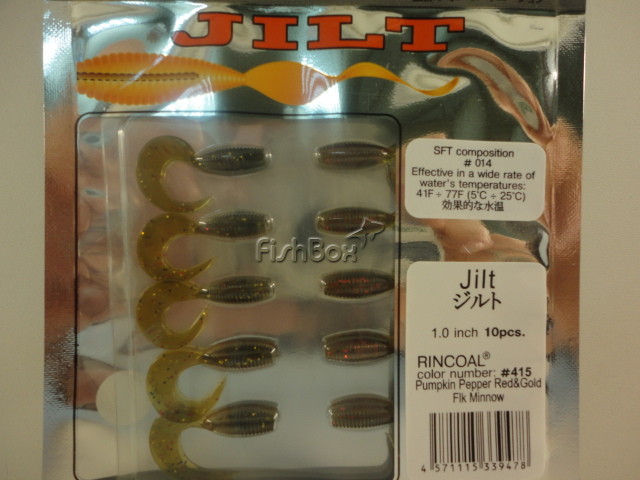 JILT
SFT composition
# 014
Effective in a wide rate of
water's temperatures:
41F ÷ 77F (5°C ÷ 25°C)
効果的な水温
FishBox
Jilt
ジルト
1.0 inch 10pcs.
RINCOAL®
color number: #415
Pumpkin Pepper Red&Gold
Flk Minnow
4 571115 339478